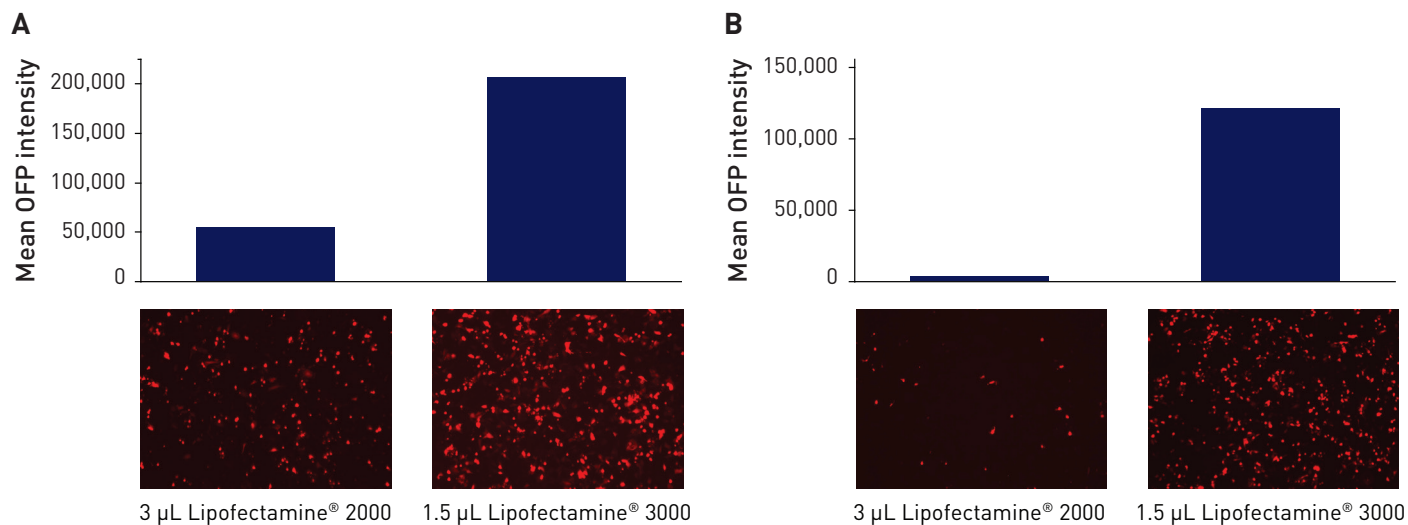 A
Mean OFP intensity
200,000
150,000
100,000
50,000
0
3 µL Lipofectamine® 2000
1.5 µL Lipofectamine® 3000
B
Mean OFP intensity
150,000
100,000
50,000
0
3 µL Lipofectamine® 2000
1.5 µL Lipofectamine® 3000